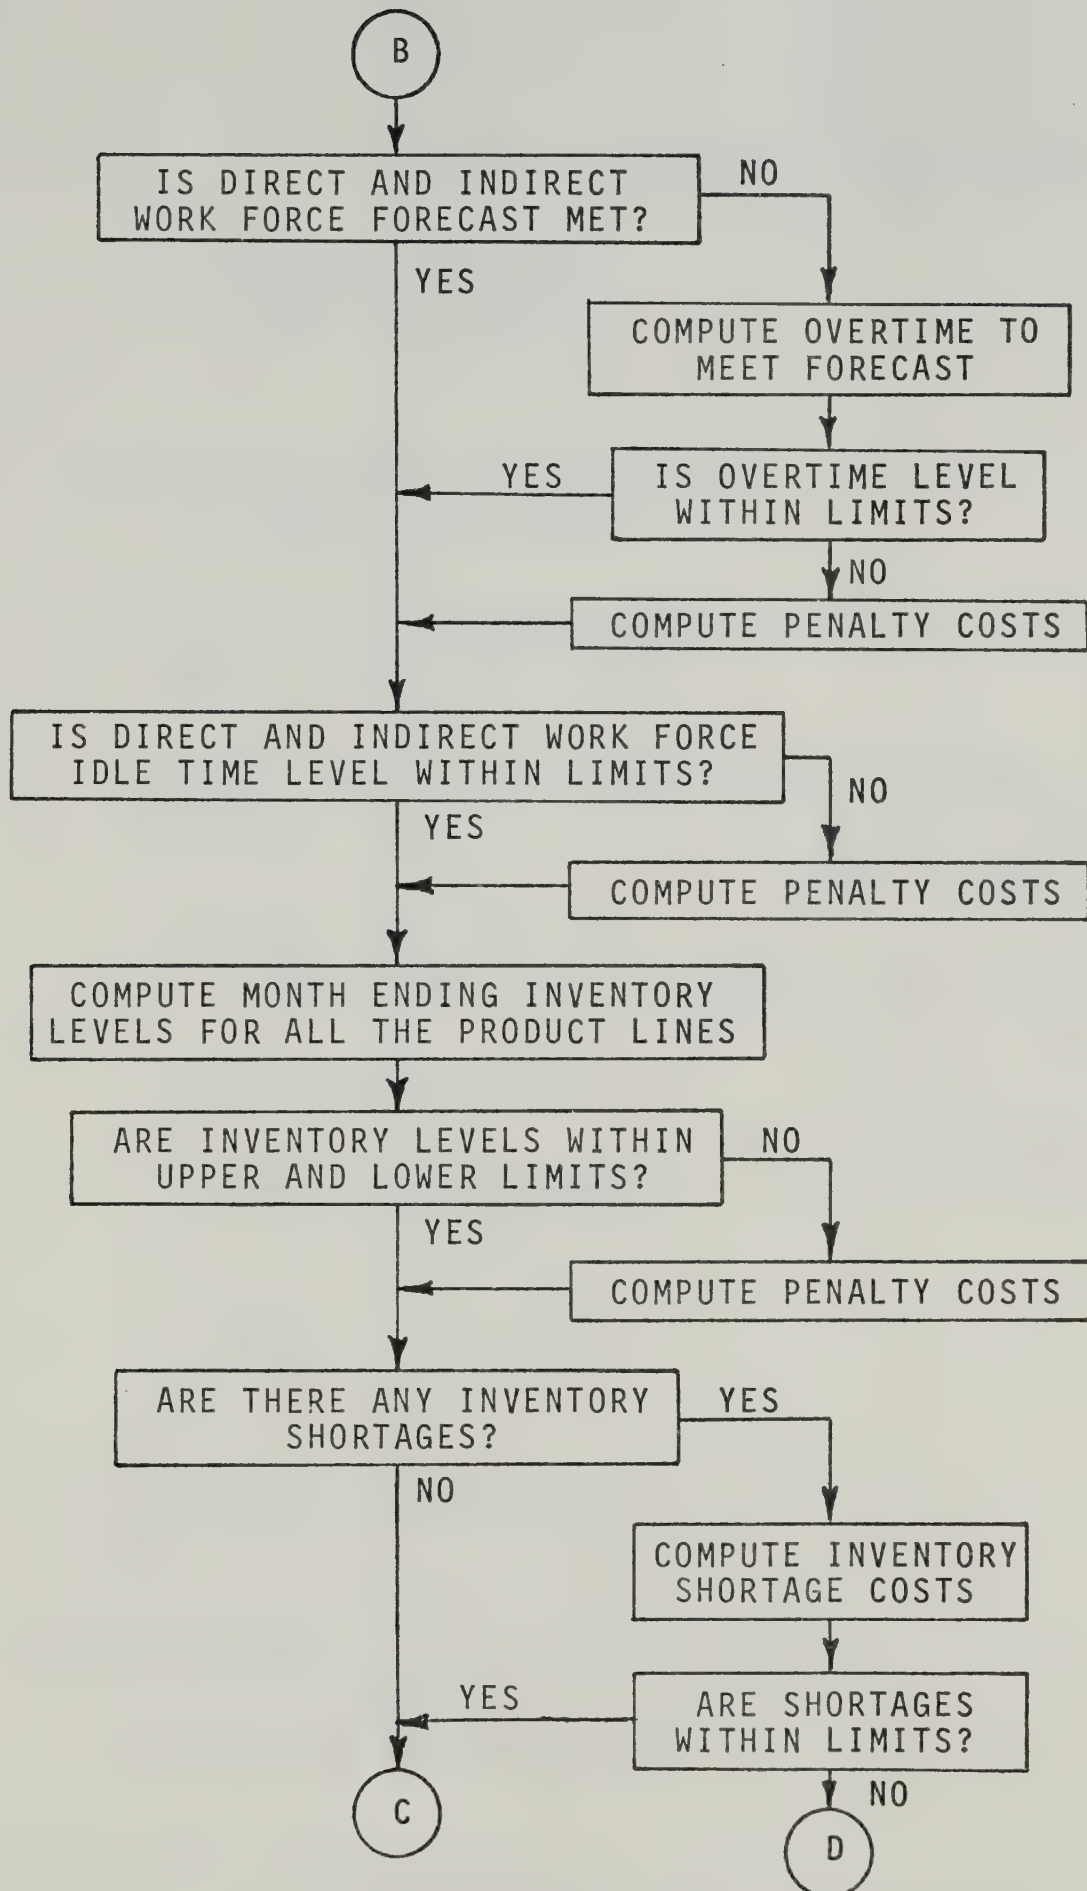 B
IS DIRECT AND INDIRECT
WORK FORCE FORECAST MET?
NO
YES
COMPUTE OVERTIME TO
MEET FORECAST
IS OVERTIME LEVEL
WITHIN LIMITS?
YES
NO
COMPUTE PENALTY COSTS
IS DIRECT AND INDIRECT WORK FORCE
IDLE TIME LEVEL WITHIN LIMITS?
NO
YES
COMPUTE PENALTY COSTS
COMPUTE MONTH ENDING INVENTORY
LEVELS FOR ALL THE PRODUCT LINES
ARE INVENTORY LEVELS WITHIN
UPPER AND LOWER LIMITS?
NO
YES
COMPUTE PENALTY COSTS
ARE THERE ANY INVENTORY
SHORTAGES?
YES
NO
COMPUTE INVENTORY
SHORTAGE COSTS
ARE SHORTAGES
WITHIN LIMITS?
YES
NO
C
D